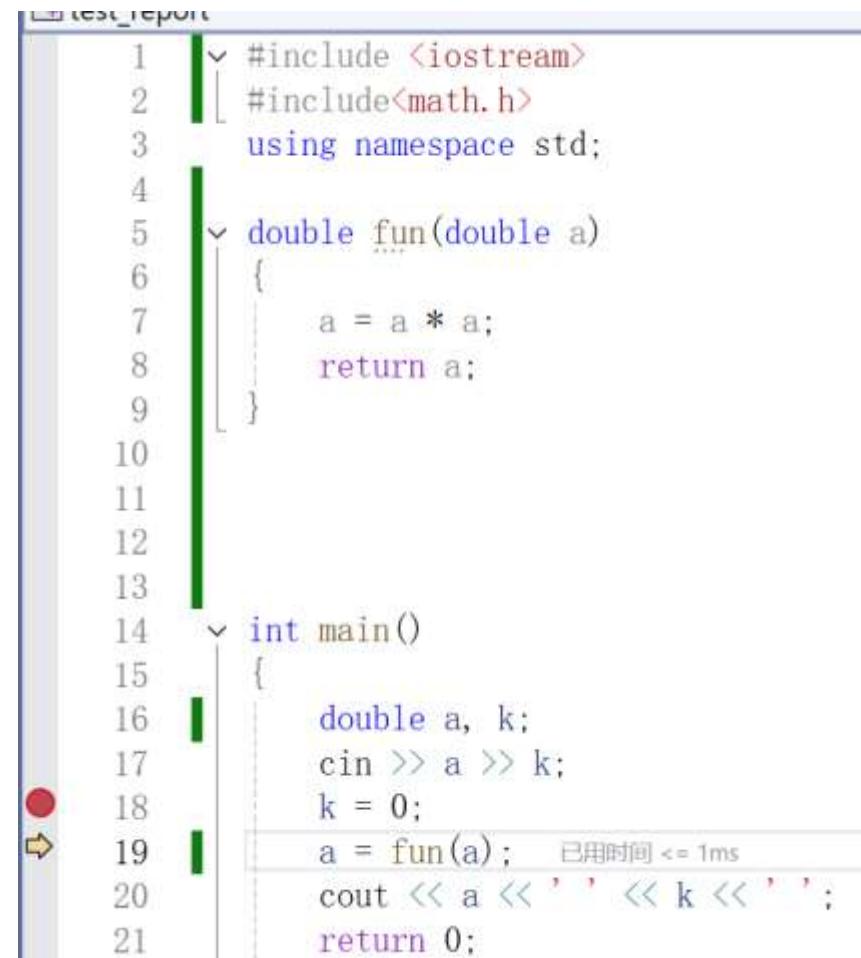 test_report
1 #include <iostream>
2 #include<math.h>
3 using namespace std;
4
5 double fun(double a)
6 {
7 a = a * a;
8 return a;
9 }
10
11
12
13
14 int main()
15 {
16 double a, k;
17 cin >> a >> k;
18 k = 0;
19 a = fun(a); 已用时间 <= 1ms
20 cout << a << ' ' << k << ' ';
21 return 0;